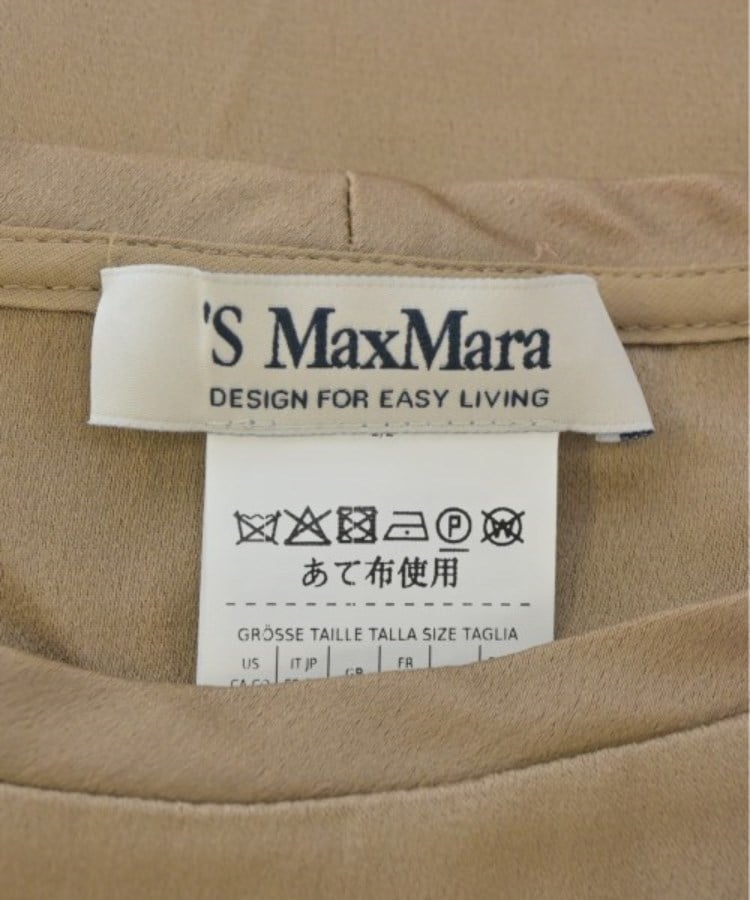 'S MaxMara
DESIGN FOR EASY LIVING
P W
あて布使用
GRÖSSE TAILLE TALLA SIZE TAGLIA
US IT JP FR